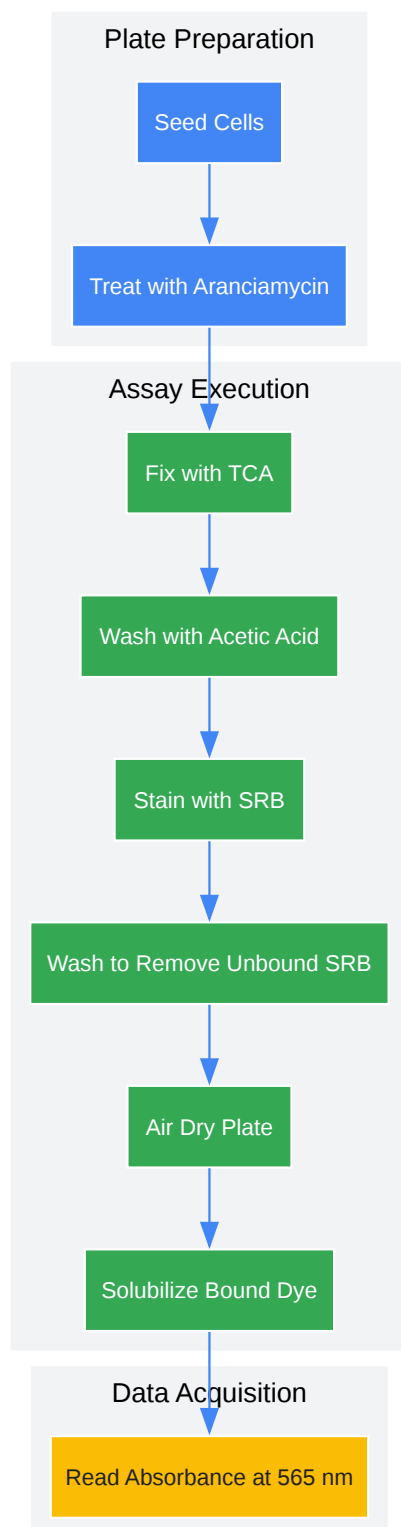 Plate Preparation
Seed Cells
Treat with Aranciamycin
Assay Execution
Fix with TCA
Wash with Acetic Acid
Stain with SRB
Wash to Remove Unbound SRB
Air Dry Plate
Solubilize Bound Dye
Data Acquisition
Read Absorbance at 565 nm